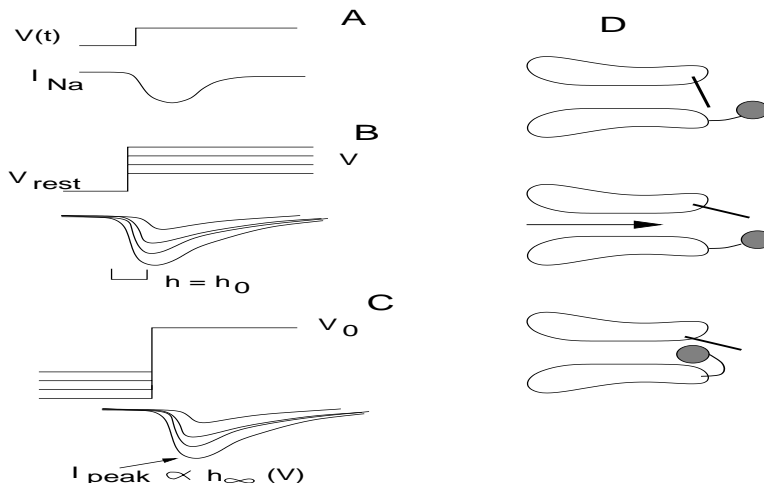 A
V(t)
I Na
B
V
V rest
h = h0
C
V0
I peak ∝ h∞ (V)
D